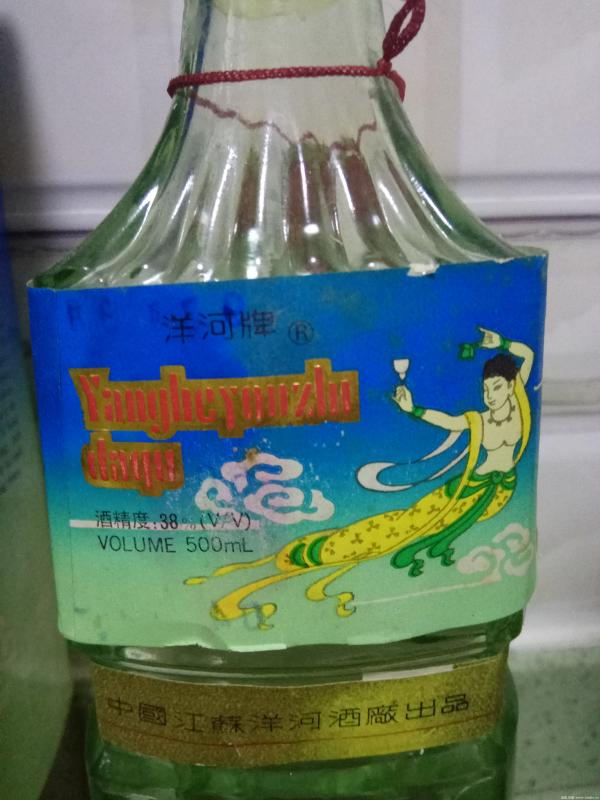 洋河牌®
Yangheyouzhi
daqu
酒精度:38%(V/V)
VOLUME 500mL
中國江蘇洋河酒廠出品